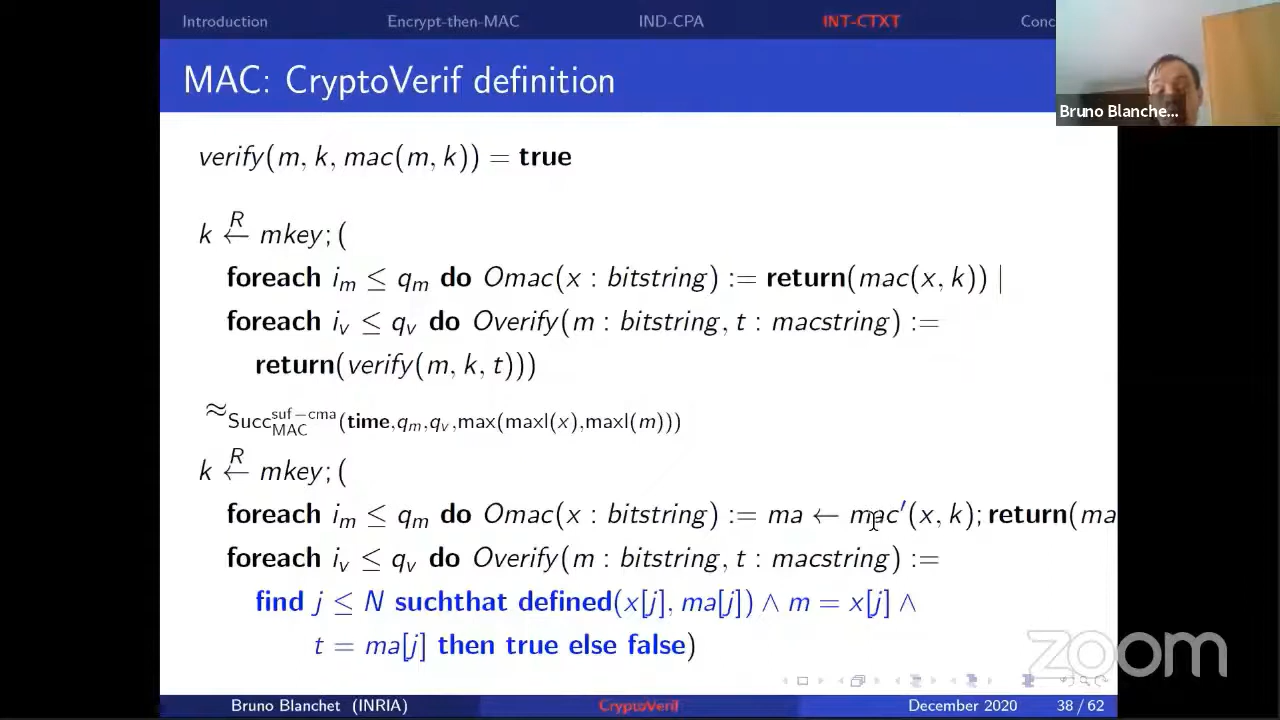 Introduction Encrypt-then-MAC IND-CPA INT-CTXT Conc
MAC: CryptoVerif definition
Bruno Blanche...
verify(m, k, mac(m, k)) = true
k ←R mkey; (
foreach i_m ≤ q_m do Omac(x : bitstring) := return(mac(x, k)) |
foreach i_v ≤ q_v do Overify(m : bitstring, t : macstring) :=
return(verify(m, k, t)))
≈Succ^suf−cma_MAC(time,q_m,q_v,max(maxl(x),maxl(m)))
k ←R mkey; (
foreach i_m ≤ q_m do Omac(x : bitstring) := ma ← mac′(x, k); return(ma
foreach i_v ≤ q_v do Overify(m : bitstring, t : macstring) :=
find j ≤ N suchthat defined(x[j], ma[j]) ∧ m = x[j] ∧
t = ma[j] then true else false)
zoom
Bruno Blanchet (INRIA) CryptoVerif December 2020 38 / 62